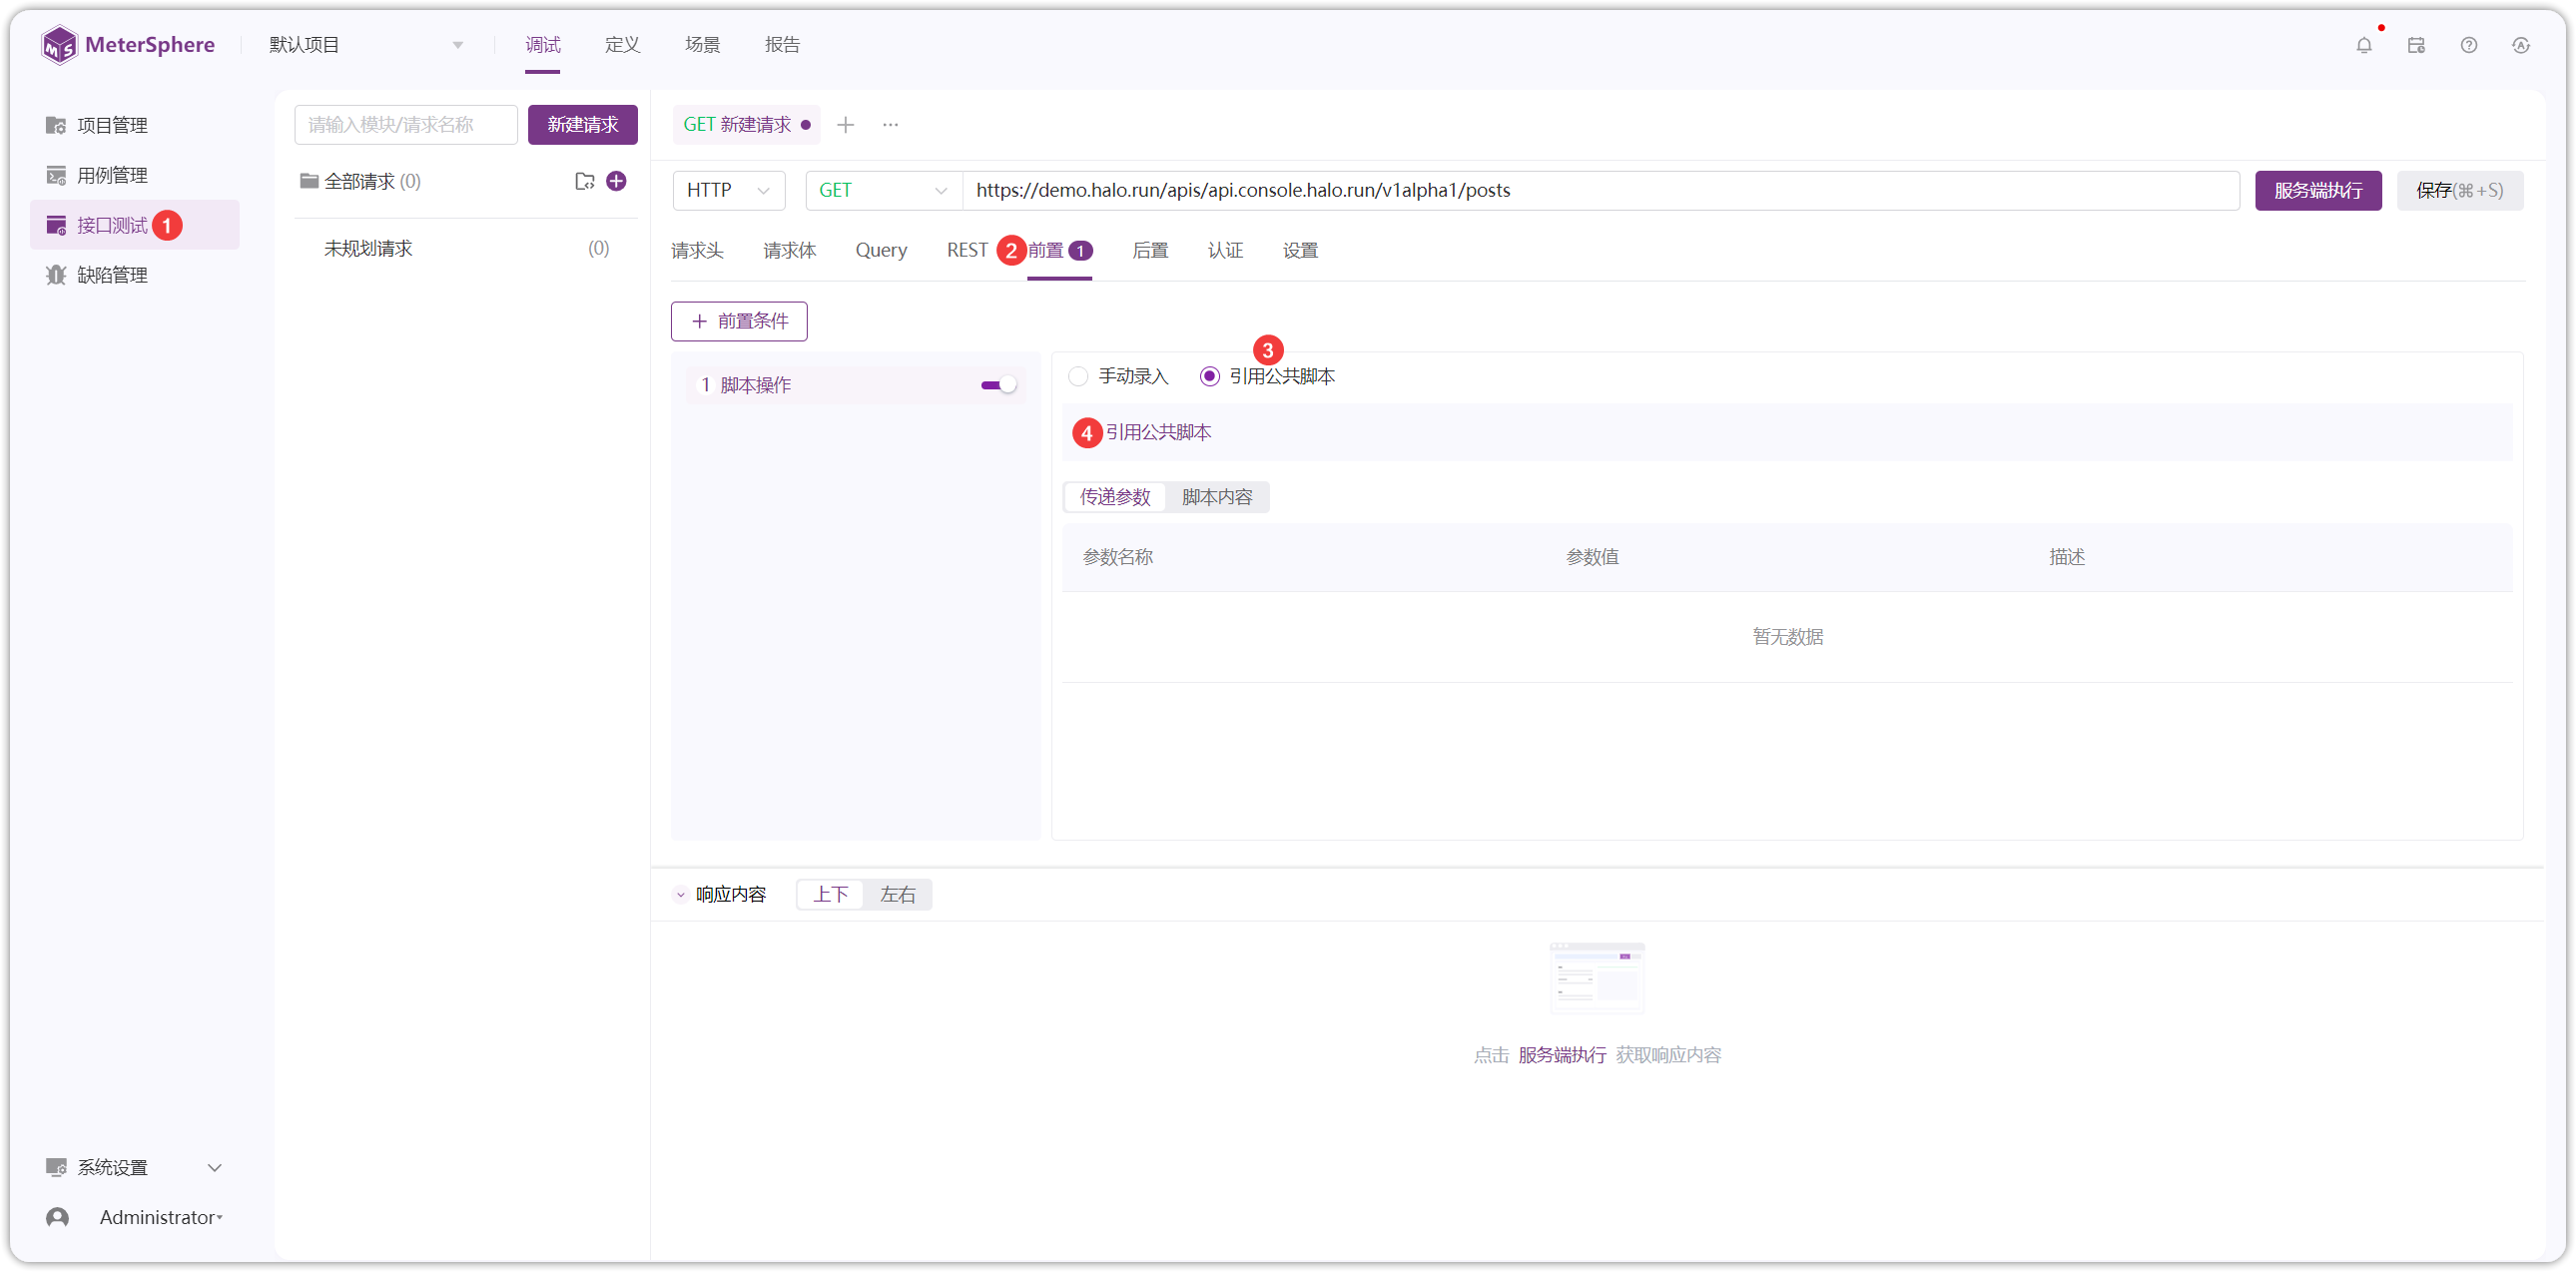 MeterSphere
默认项目
调试
定义
场景
报告
项目管理
用例管理
接口测试 1
缺陷管理
系统设置
Administrator
请输入模块/请求名称
新建请求
全部请求 (0)
未规划请求 (0)
GET 新建请求
HTTP
GET
https://demo.halo.run/apis/api.console.halo.run/v1alpha1/posts
服务端执行
保存(⌘+S)
请求头
请求体
Query
REST
2 前置 1
后置
认证
设置
+ 前置条件
1 脚本操作
3
手动录入
引用公共脚本
4 引用公共脚本
传递参数
脚本内容
参数名称
参数值
描述
暂无数据
响应内容
上下
左右
点击 服务端执行 获取响应内容